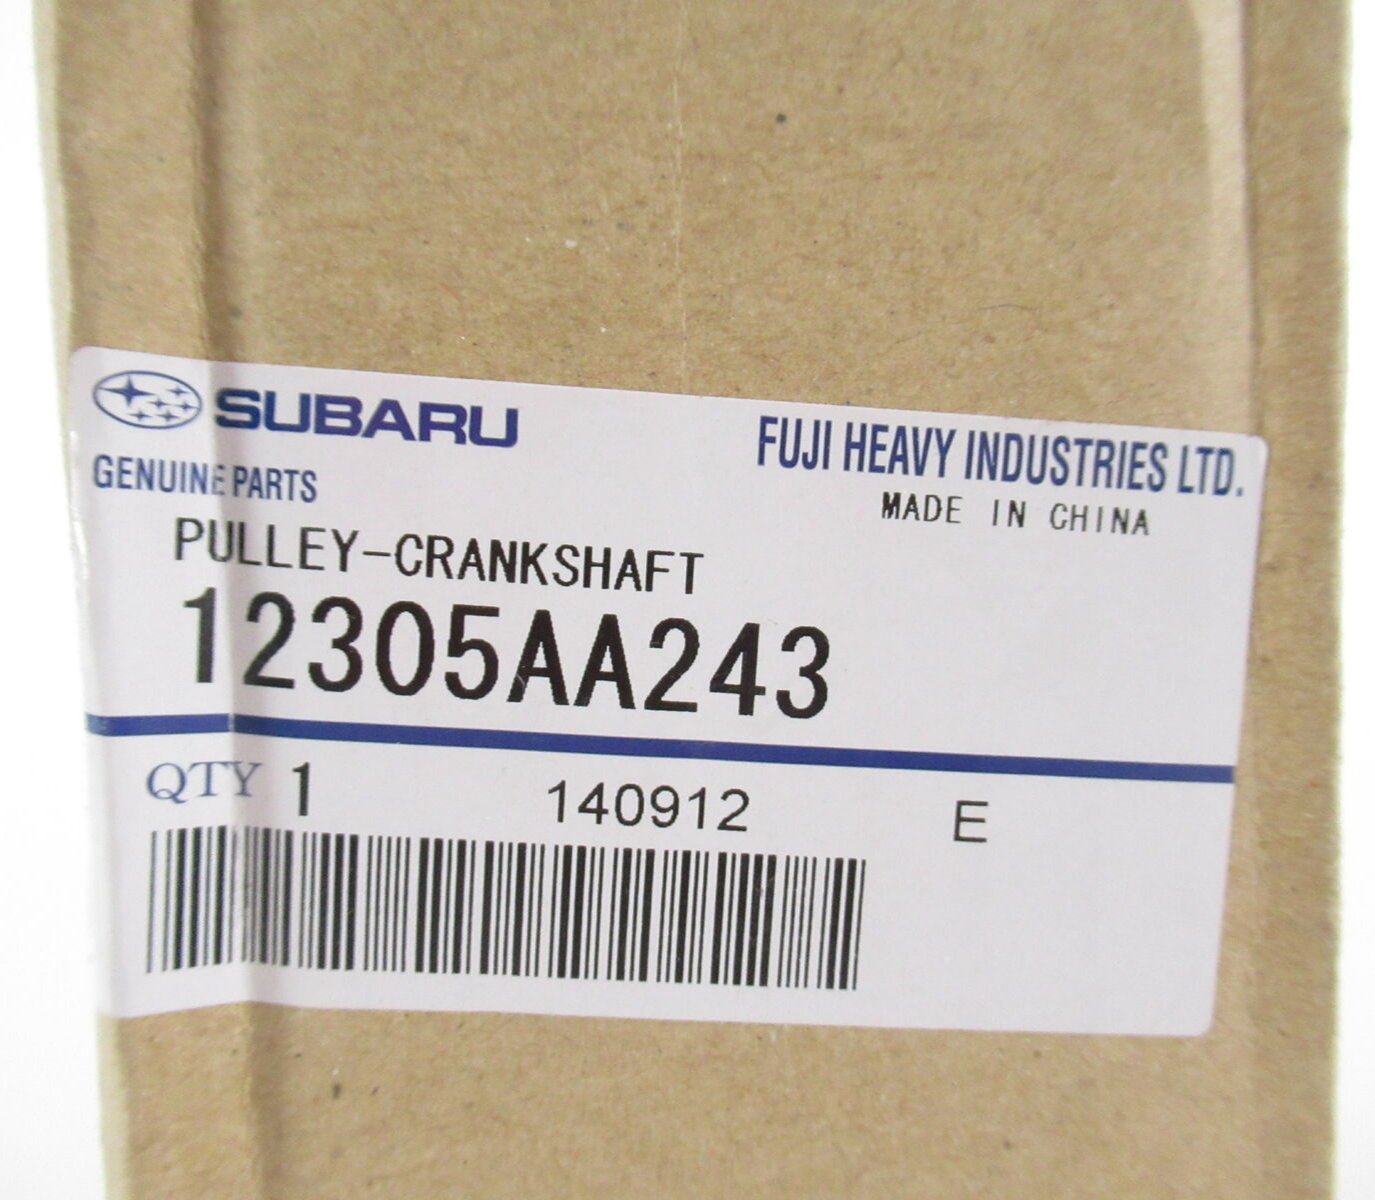 SUBARU
FUJI HEAVY INDUSTRIES LTD.
GENUINE PARTS
MADE IN CHINA
PULLEY-CRANKSHAFT
12305AA243
QTY 1 140912 E